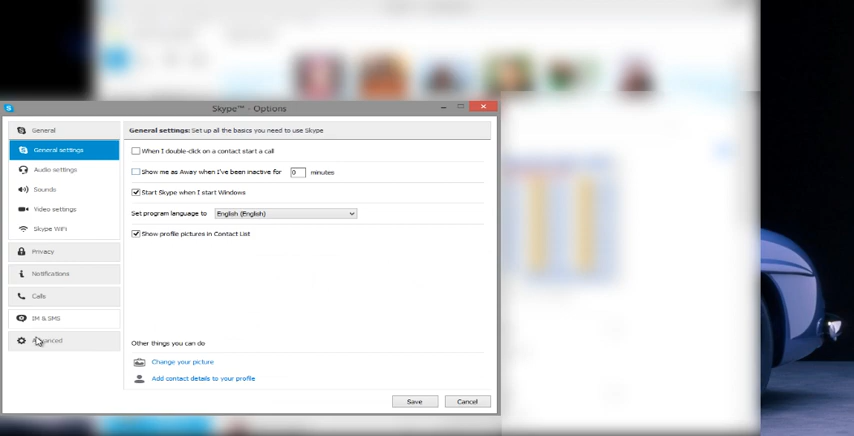 Skype™ - Options
General
General settings
Audio settings
Sounds
Video settings
Skype WiFi
Privacy
Notifications
Calls
IM & SMS
Advanced
General settings: Set up all the basics you need to use Skype
When I double-click on a contact start a call
Show me as Away when I've been inactive for 0 minutes
Start Skype when I start Windows
Set program language to English (English)
Show profile pictures in Contact List
Other things you can do
Change your picture
Add contact details to your profile
Save Cancel